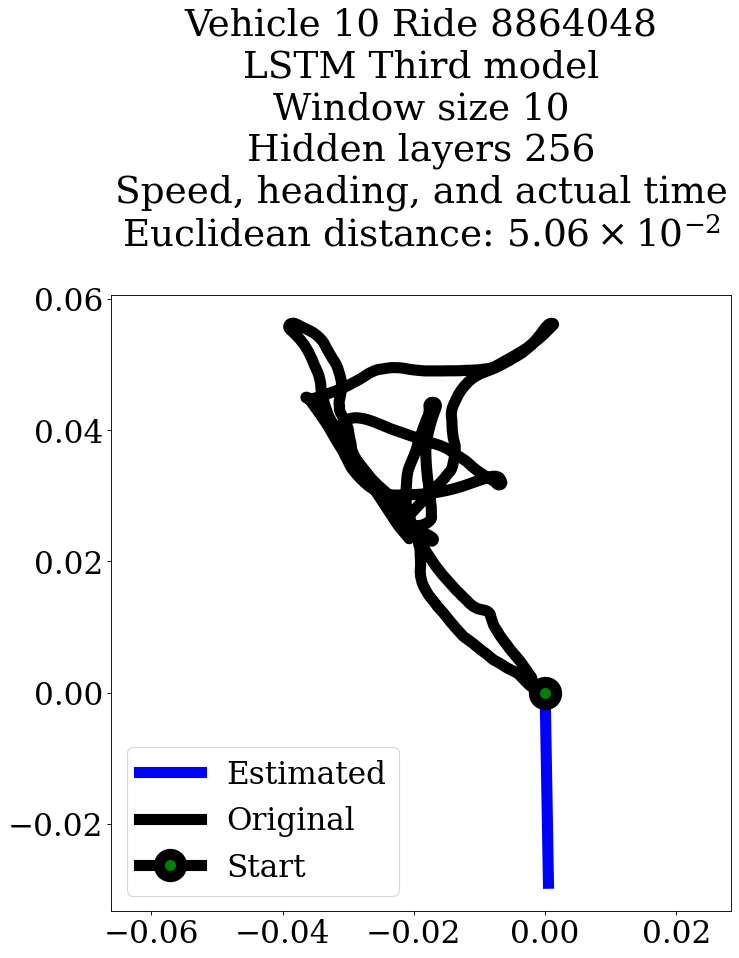 Vehicle 10 Ride 8864048
LSTM Third model
Window size 10
Hidden layers 256
Speed, heading, and actual time
Euclidean distance: 5.06 × 10⁻²
0.06
0.04
0.02
0.00
−0.02
Estimated
Original
Start
−0.06 −0.04 −0.02 0.00 0.02